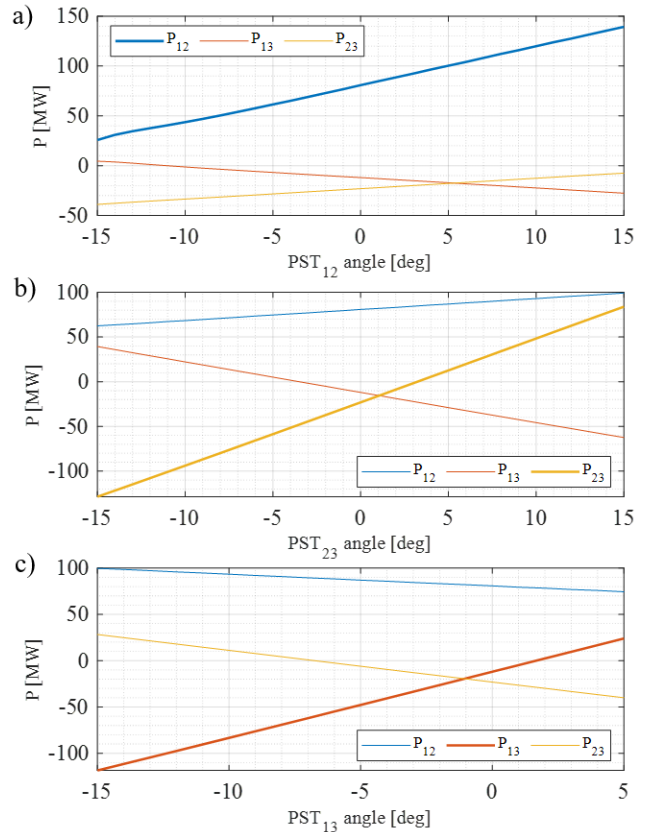 a)
150
100
50
0
-50
P [MW]
P12 P13 P23
-15 -10 -5 0 5 10 15
PST12 angle [deg]
b)
100
50
0
-50
-100
P [MW]
P12 P13 P23
-15 -10 -5 0 5 10 15
PST23 angle [deg]
c)
100
50
0
-50
-100
P [MW]
P12 P13 P23
-15 -10 -5 0 5
PST13 angle [deg]